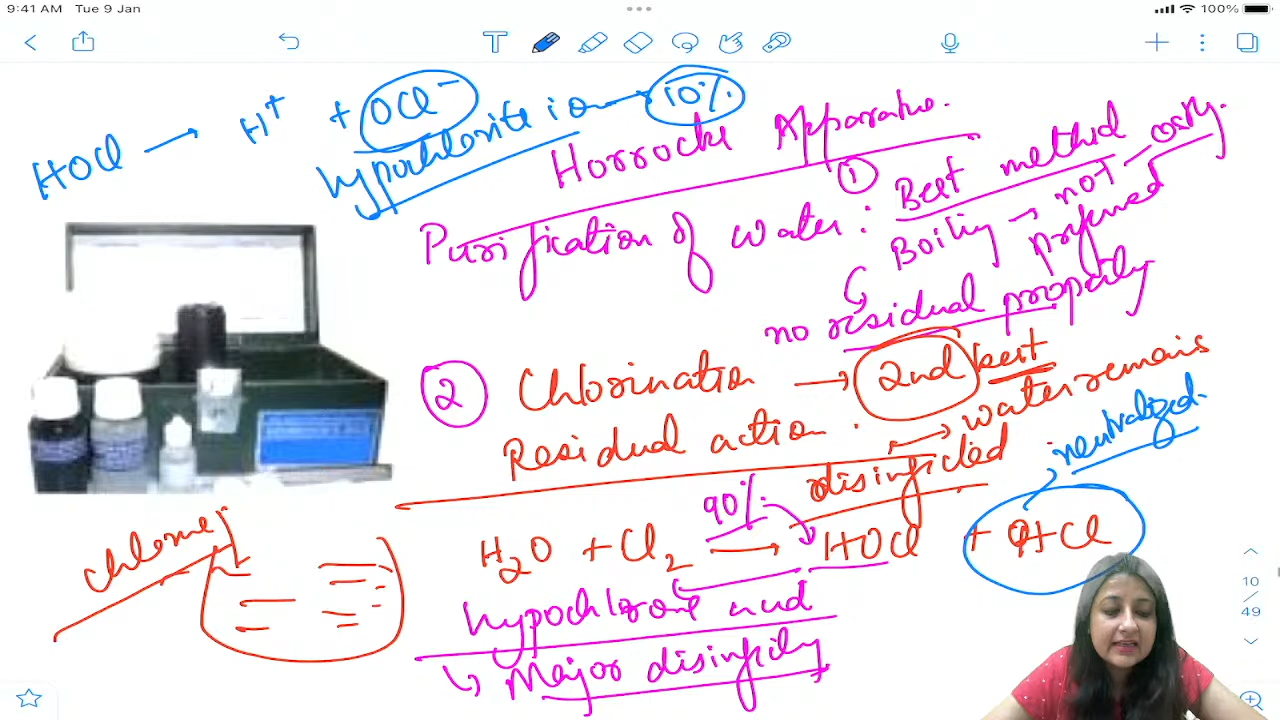 9:41 AM Tue 9 Jan
100%
HOCl → H+ + OCl−
hypochlorite ion → 10%
Horrocks Apparatus.
Purification of water: ① Best method
Boiling → not preferred — costly.
no residual property
② Chlorination → 2nd best
Residual action. → water remains disinfected
neutralized.
90%.
H2O + Cl2 → HOCl + HCl
hypochlorous acid
↳ Major disinfecting
chlorine
10
49